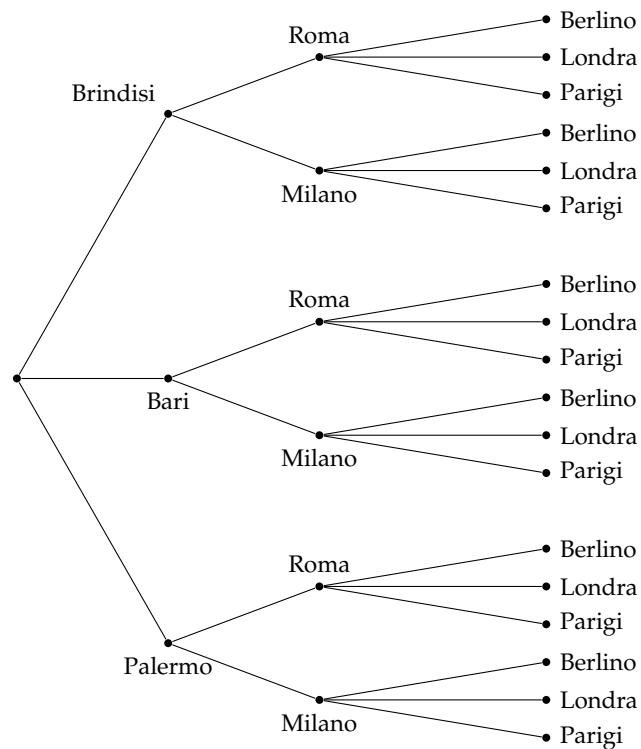 Berlino
Roma
Londra
Brindisi
Parigi
Berlino
Londra
Milano
Parigi
Berlino
Roma
Londra
Parigi
Bari
Berlino
Londra
Milano
Parigi
Berlino
Roma
Londra
Parigi
Palermo
Berlino
Londra
Milano
Parigi